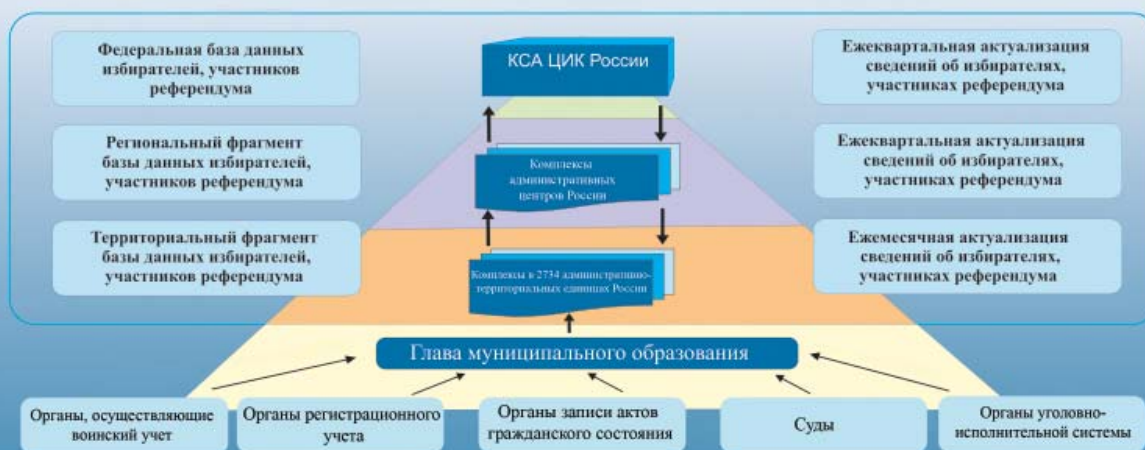 Федеральная база данных
избирателей, участников
референдума
КСА ЦИК России
Ежеквартальная актуализация
сведений об избирателях,
участниках референдума
Региональный фрагмент
базы данных избирателей,
участников референдума
Комплексы
административных
центров России
Ежеквартальная актуализация
сведений об избирателях,
участниках референдума
Территориальный фрагмент
базы данных избирателей,
участников референдума
Комплексы в 2734 административно-
территориальных единицах России
Ежемесячная актуализация
сведений об избирателях,
участниках референдума
Глава муниципального образования
Органы, осуществляющие
воинский учет
Органы регистрационного
учета
Органы записи актов
гражданского состояния
Суды
Органы уголовно-
исполнительной системы